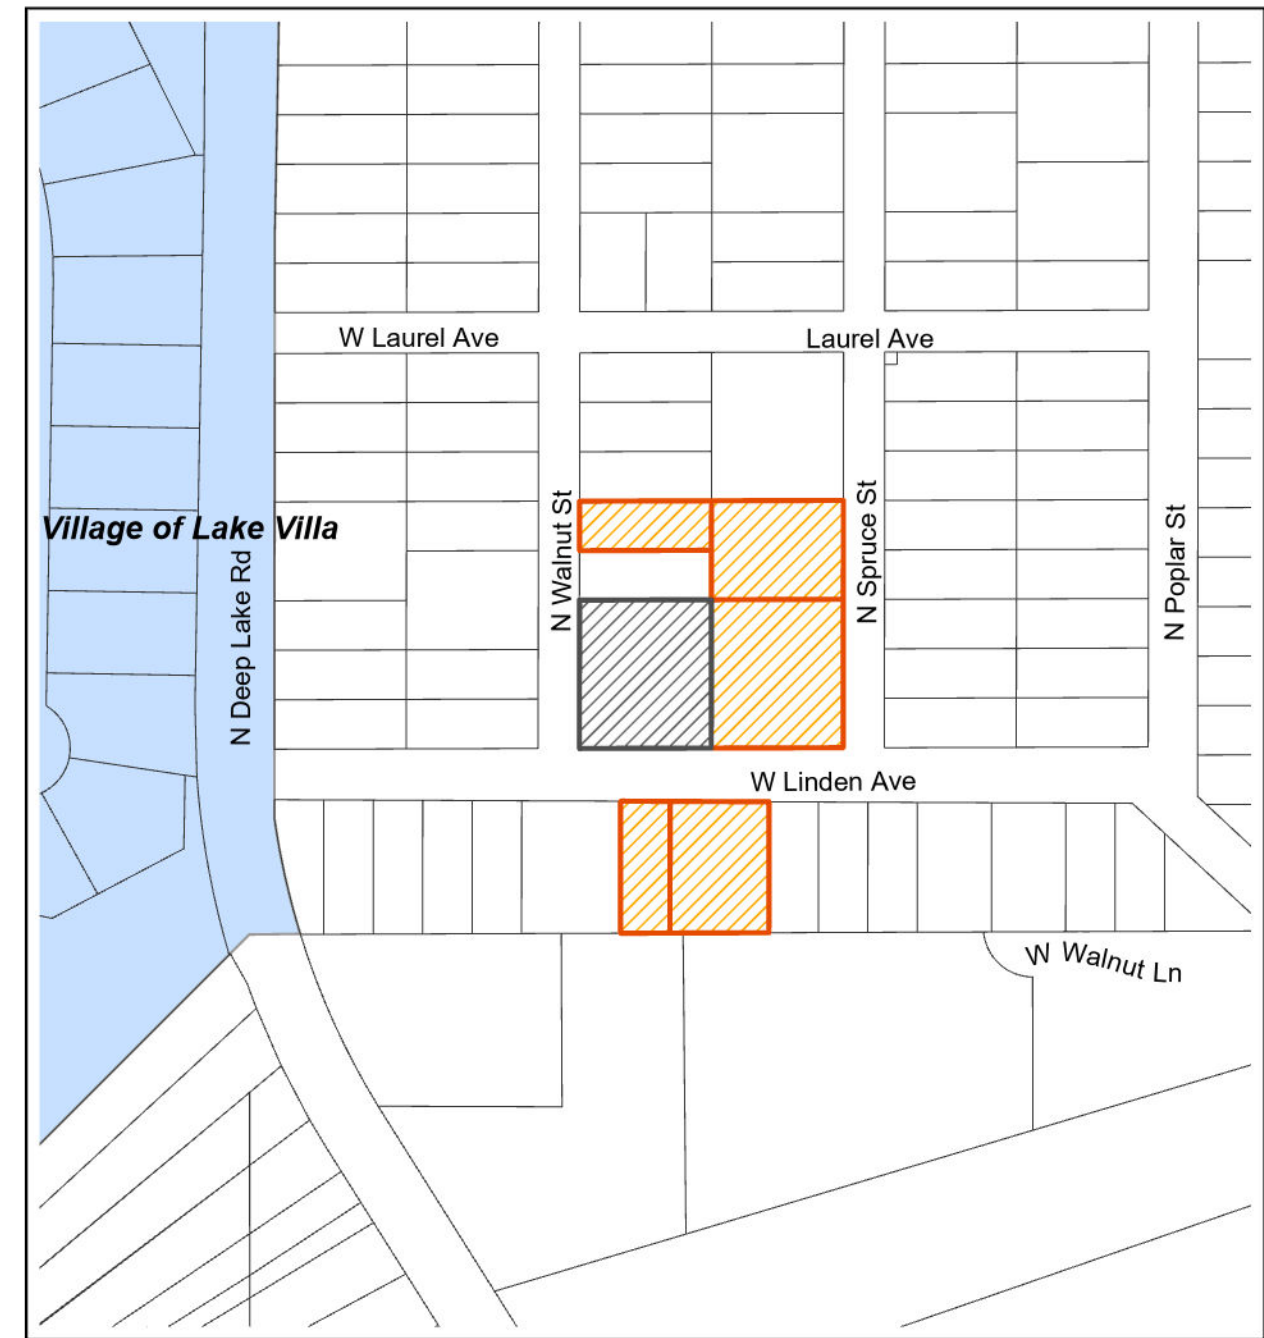 W Laurel Ave
Laurel Ave
Village of Lake Villa
N Deep Lake Rd
N Walnut St
N Spruce St
N Poplar St
W Linden Ave
W Walnut Ln